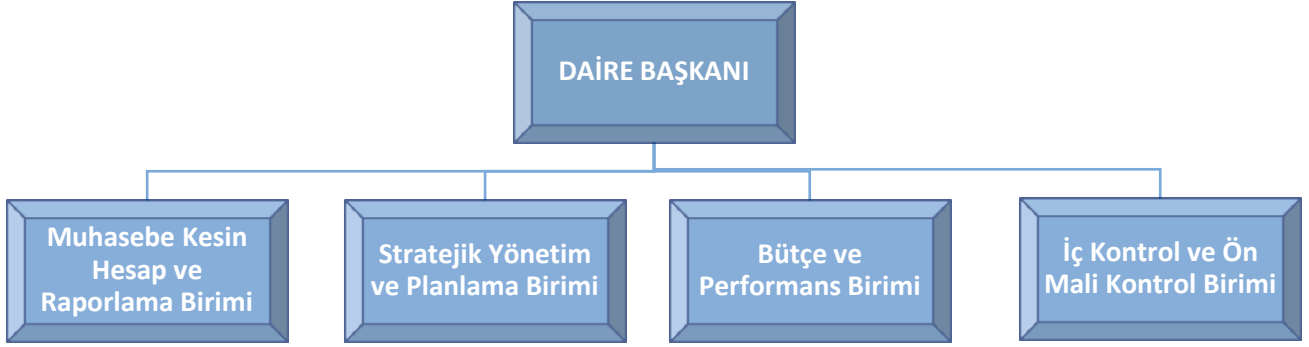 DAİRE BAŞKANI
Muhasebe Kesin
Hesap ve
Raporlama Birimi
Stratejik Yönetim
ve Planlama Birimi
Bütçe ve
Performans Birimi
İç Kontrol ve Ön
Mali Kontrol Birimi